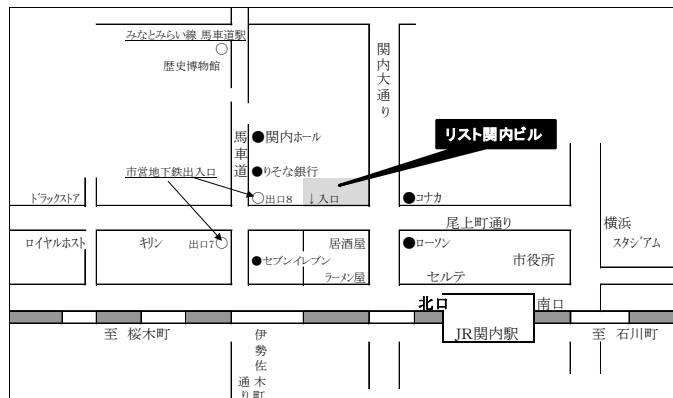 みなとみらい線 馬車道駅
歴史博物館
関内大通り
馬車道
関内ホール
りそな銀行
リスト関内ビル
市営地下鉄出入口
ドラックストア
出口8
↓入口
コナカ
尾上町通り
横浜
スタジアム
ロイヤルホスト
キリン
出口7
居酒屋
ローソン
市役所
セブンイレブン
ラーメン屋
セルテ
北口
南口
至 桜木町
伊勢佐木町
通り
JR関内駅
至 石川町